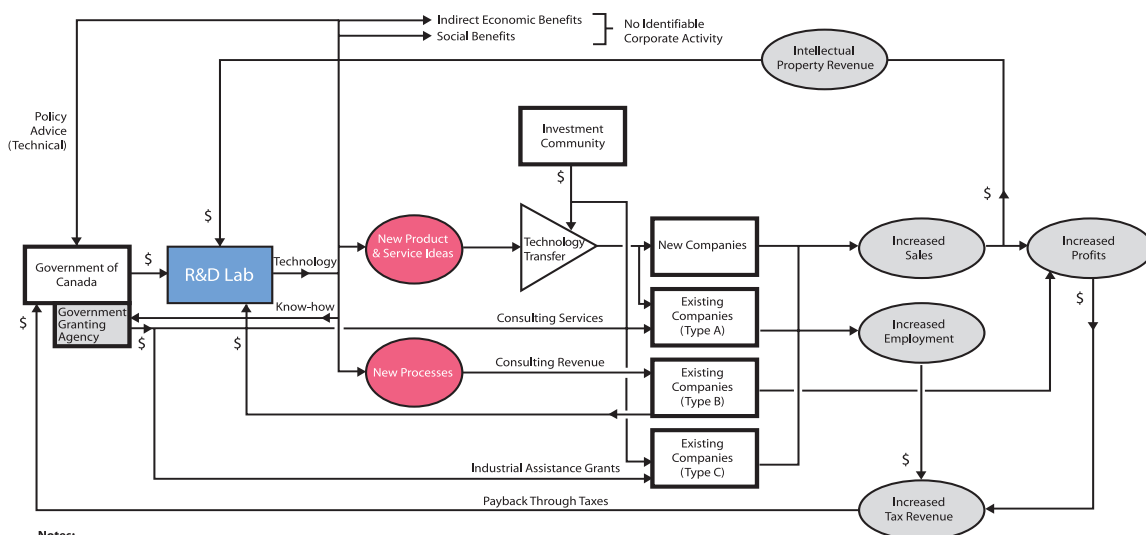 Indirect Economic Benefits
Social Benefits
No Identifiable
Corporate Activity
Intellectual
Property Revenue
Policy
Advice
(Technical)
Investment
Community
$
$
$
New Product
& Service Ideas
Technology
Transfer
New Companies
Increased
Sales
Increased
Profits
Government of
Canada
$
R&D Lab
Technology
Government
Granting
Agency
Know-how
Consulting Services
Existing
Companies
(Type A)
Increased
Employment
$
$
$
$
New Processes
Consulting Revenue
Existing
Companies
(Type B)
Industrial Assistance Grants
Existing
Companies
(Type C)
$
Payback Through Taxes
Increased
Tax Revenue
Notes: